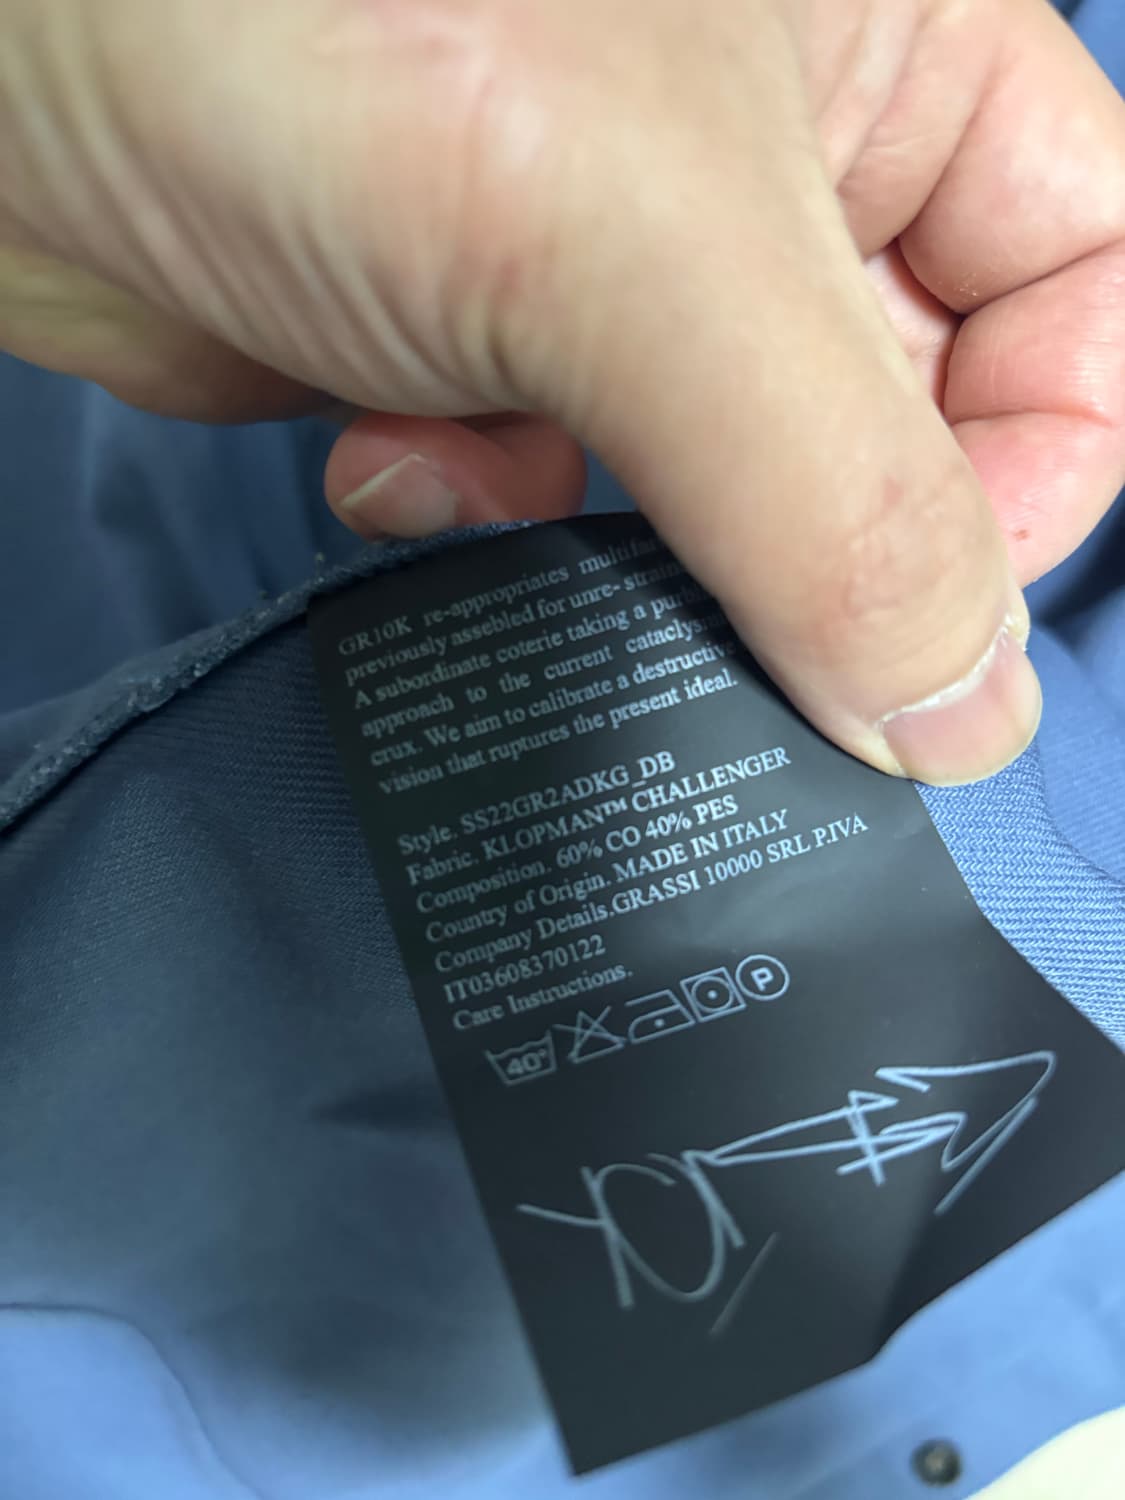 GR10K re-appropriates
previously assebled for unre-
A subordinate coterie taking a
approach to the current
crux. We aim to calibrate a destructive
vision that ruptures the present ideal.
Style. SS22GR2ADKG_DB
Fabric. KLOPMAN™ CHALLENGER
Composition. 60% CO 40% PES
Country of Origin. MADE IN ITALY
Company Details.GRASSI 10000 SRL P.IVA
IT03608370122
Care Instructions.
40° P